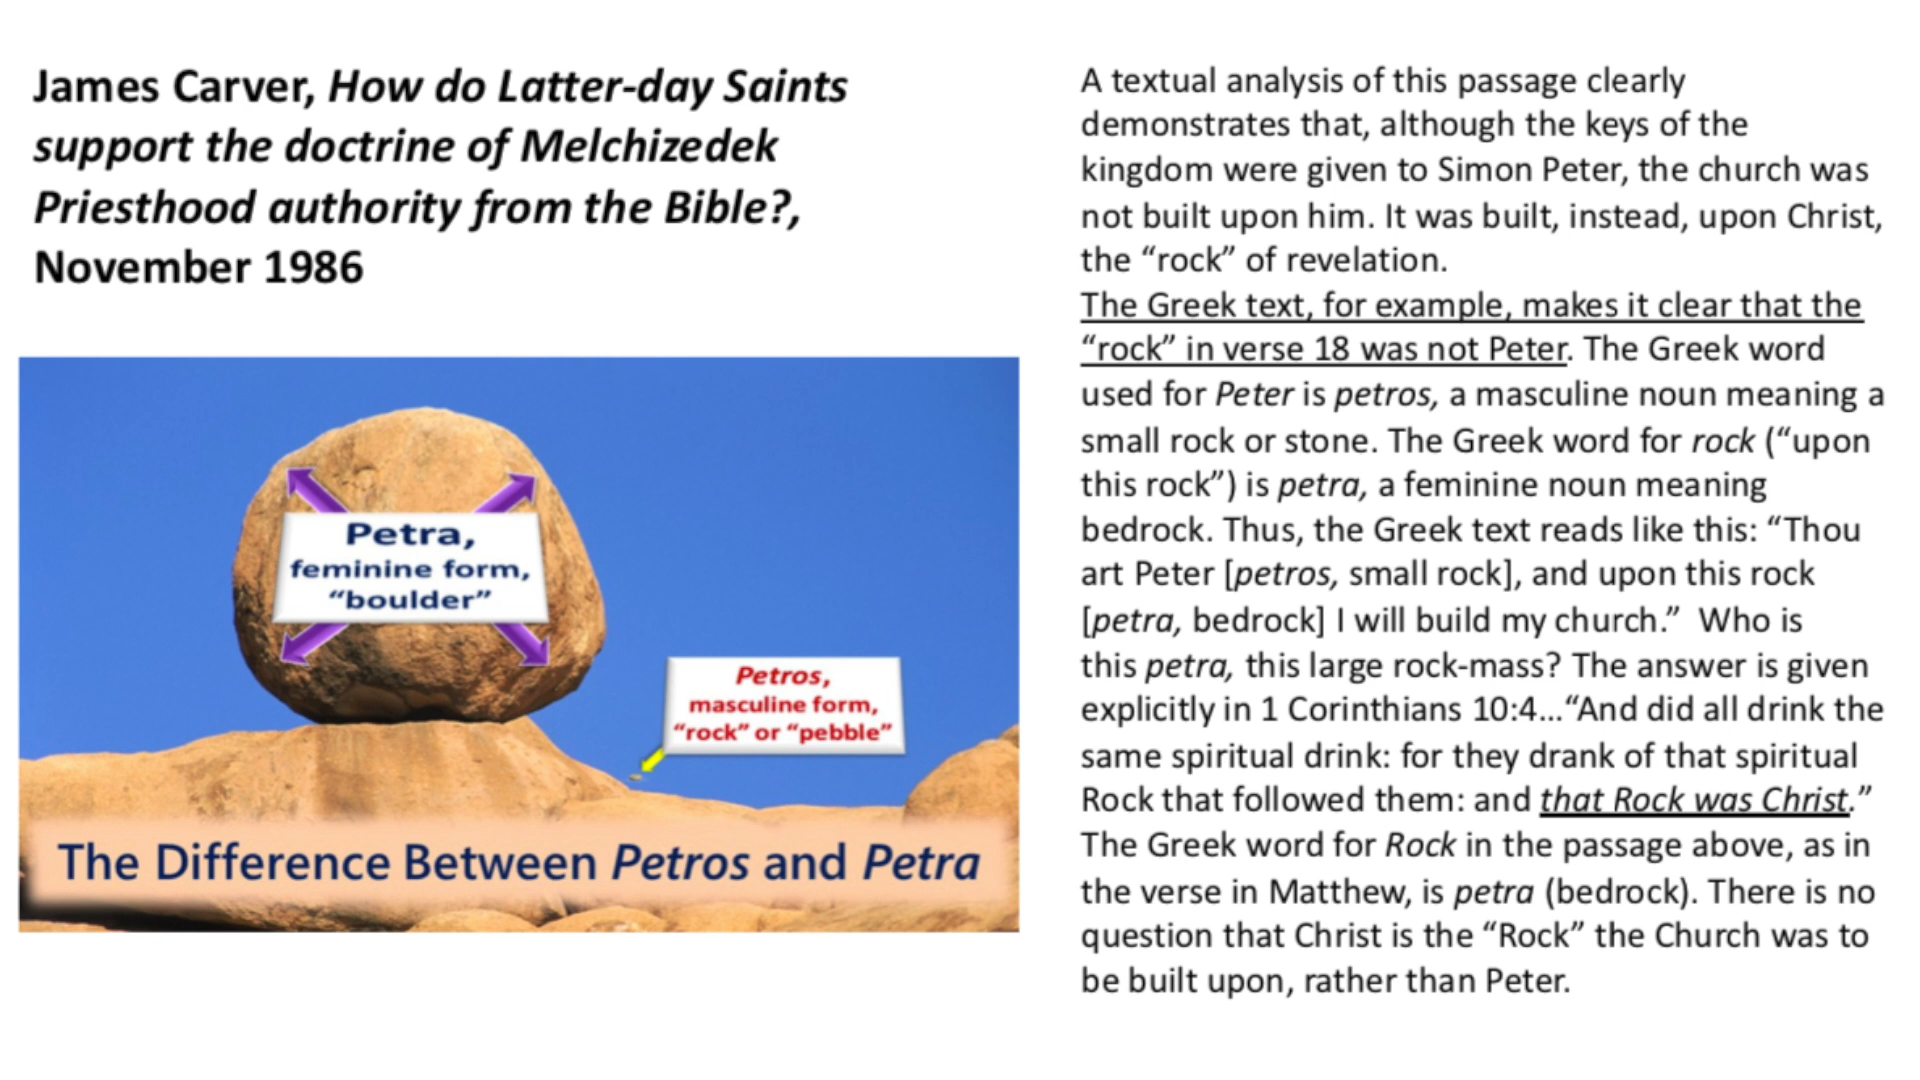 James Carver, How do Latter-day Saints
support the doctrine of Melchizedek
Priesthood authority from the Bible?,
November 1986
Petra,
feminine form,
“boulder”
Petros,
masculine form,
“rock” or “pebble”
The Difference Between Petros and Petra
A textual analysis of this passage clearly
demonstrates that, although the keys of the
kingdom were given to Simon Peter, the church was
not built upon him. It was built, instead, upon Christ,
the “rock” of revelation.
The Greek text, for example, makes it clear that the
“rock” in verse 18 was not Peter. The Greek word
used for Peter is petros, a masculine noun meaning a
small rock or stone. The Greek word for rock (“upon
this rock”) is petra, a feminine noun meaning
bedrock. Thus, the Greek text reads like this: “Thou
art Peter [petros, small rock], and upon this rock
[petra, bedrock] I will build my church.” Who is
this petra, this large rock-mass? The answer is given
explicitly in 1 Corinthians 10:4…“And did all drink the
same spiritual drink: for they drank of that spiritual
Rock that followed them: and that Rock was Christ.”
The Greek word for Rock in the passage above, as in
the verse in Matthew, is petra (bedrock). There is no
question that Christ is the “Rock” the Church was to
be built upon, rather than Peter.